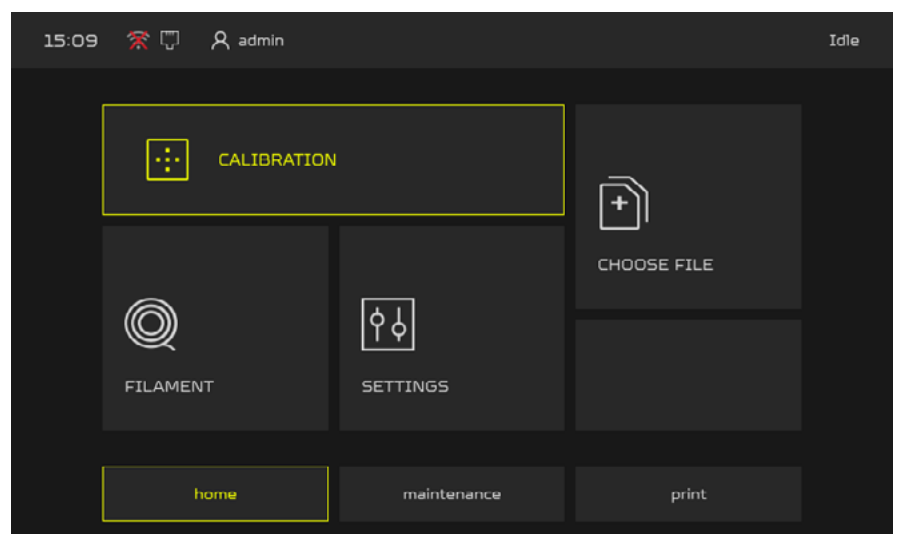 15:09 admin Idle
CALIBRATION
CHOOSE FILE
FILAMENT SETTINGS
home maintenance print